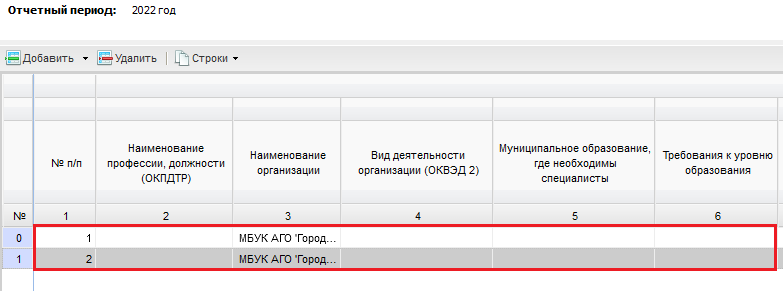 Отчетный период: 2022 год
Добавить Удалить Строки
№ п/п
Наименование
профессии, должности
(ОКПДТР)
Наименование
организации
Вид деятельности
организации (ОКВЭД 2)
Муниципальное образование,
где необходимы
специалисты
Требования к уровню
образования
№ 1 2 3 4 5 6
0 1 МБУК АГО 'Город...
1 2 МБУК АГО 'Город...